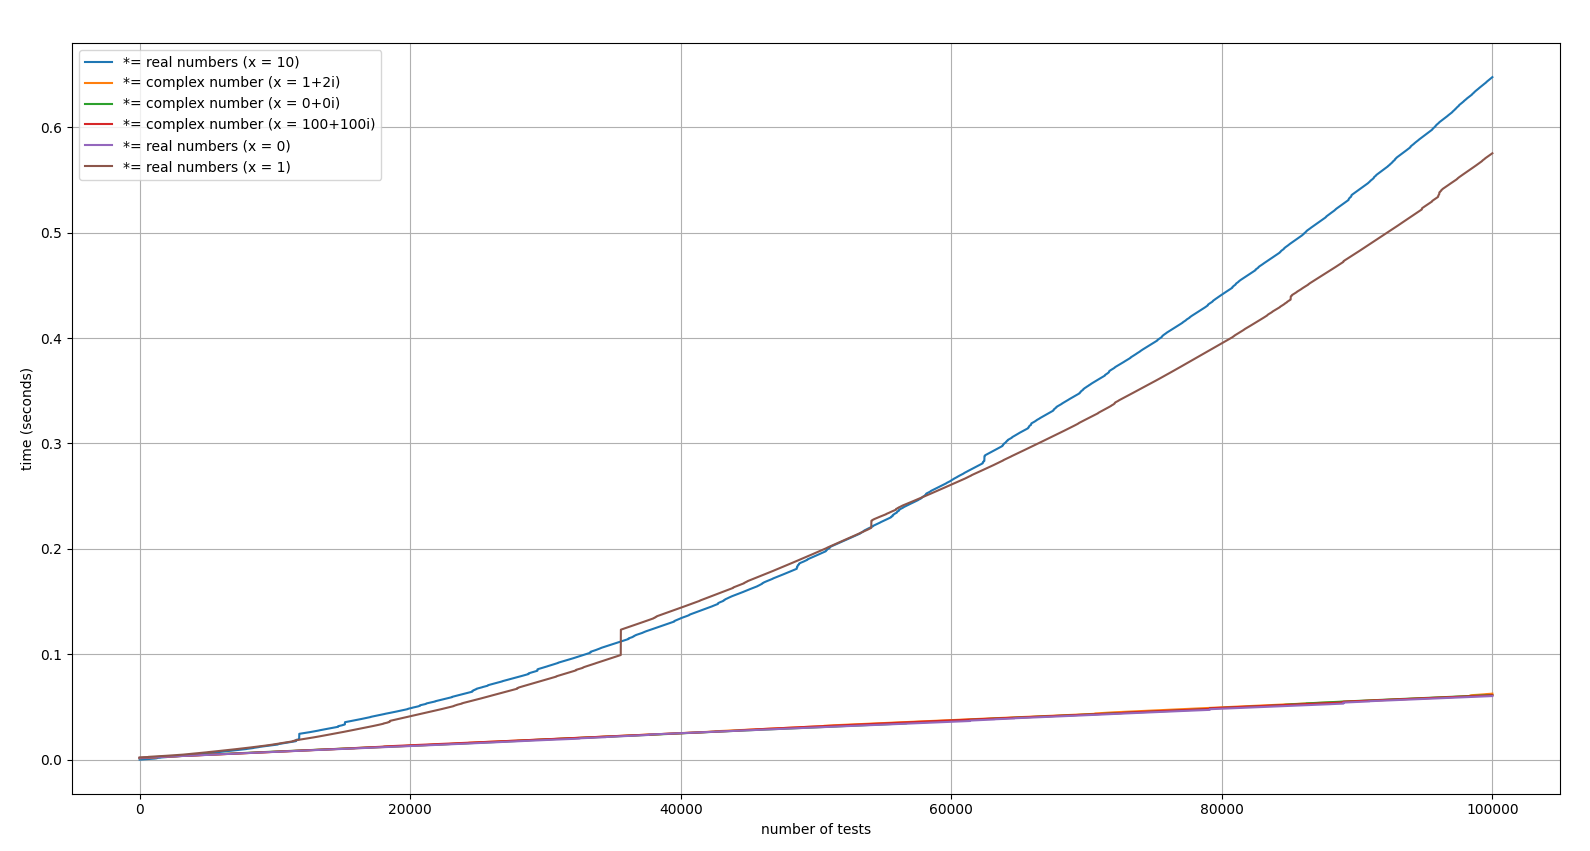 *= real numbers (x = 10)
*= complex number (x = 1+2i)
*= complex number (x = 0+0i)
*= complex number (x = 100+100i)
*= real numbers (x = 0)
*= real numbers (x = 1)
0.6
0.5
0.4
0.3
0.2
0.1
0.0
time (seconds)
0 20000 40000 60000 80000 100000
number of tests